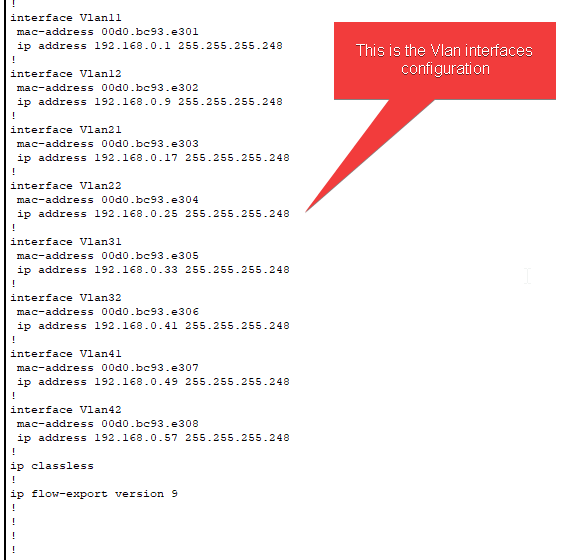 !
interface Vlan11
mac-address 00d0.bc93.e301
ip address 192.168.0.1 255.255.255.248
!
interface Vlan12
mac-address 00d0.bc93.e302
ip address 192.168.0.9 255.255.255.248
!
interface Vlan21
mac-address 00d0.bc93.e303
ip address 192.168.0.17 255.255.255.248
!
interface Vlan22
mac-address 00d0.bc93.e304
ip address 192.168.0.25 255.255.255.248
!
interface Vlan31
mac-address 00d0.bc93.e305
ip address 192.168.0.33 255.255.255.248
!
interface Vlan32
mac-address 00d0.bc93.e306
ip address 192.168.0.41 255.255.255.248
!
interface Vlan41
mac-address 00d0.bc93.e307
ip address 192.168.0.49 255.255.255.248
!
interface Vlan42
mac-address 00d0.bc93.e308
ip address 192.168.0.57 255.255.255.248
!
ip classless
!
ip flow-export version 9
!
!
!
!
This is the Vlan interfaces
configuration